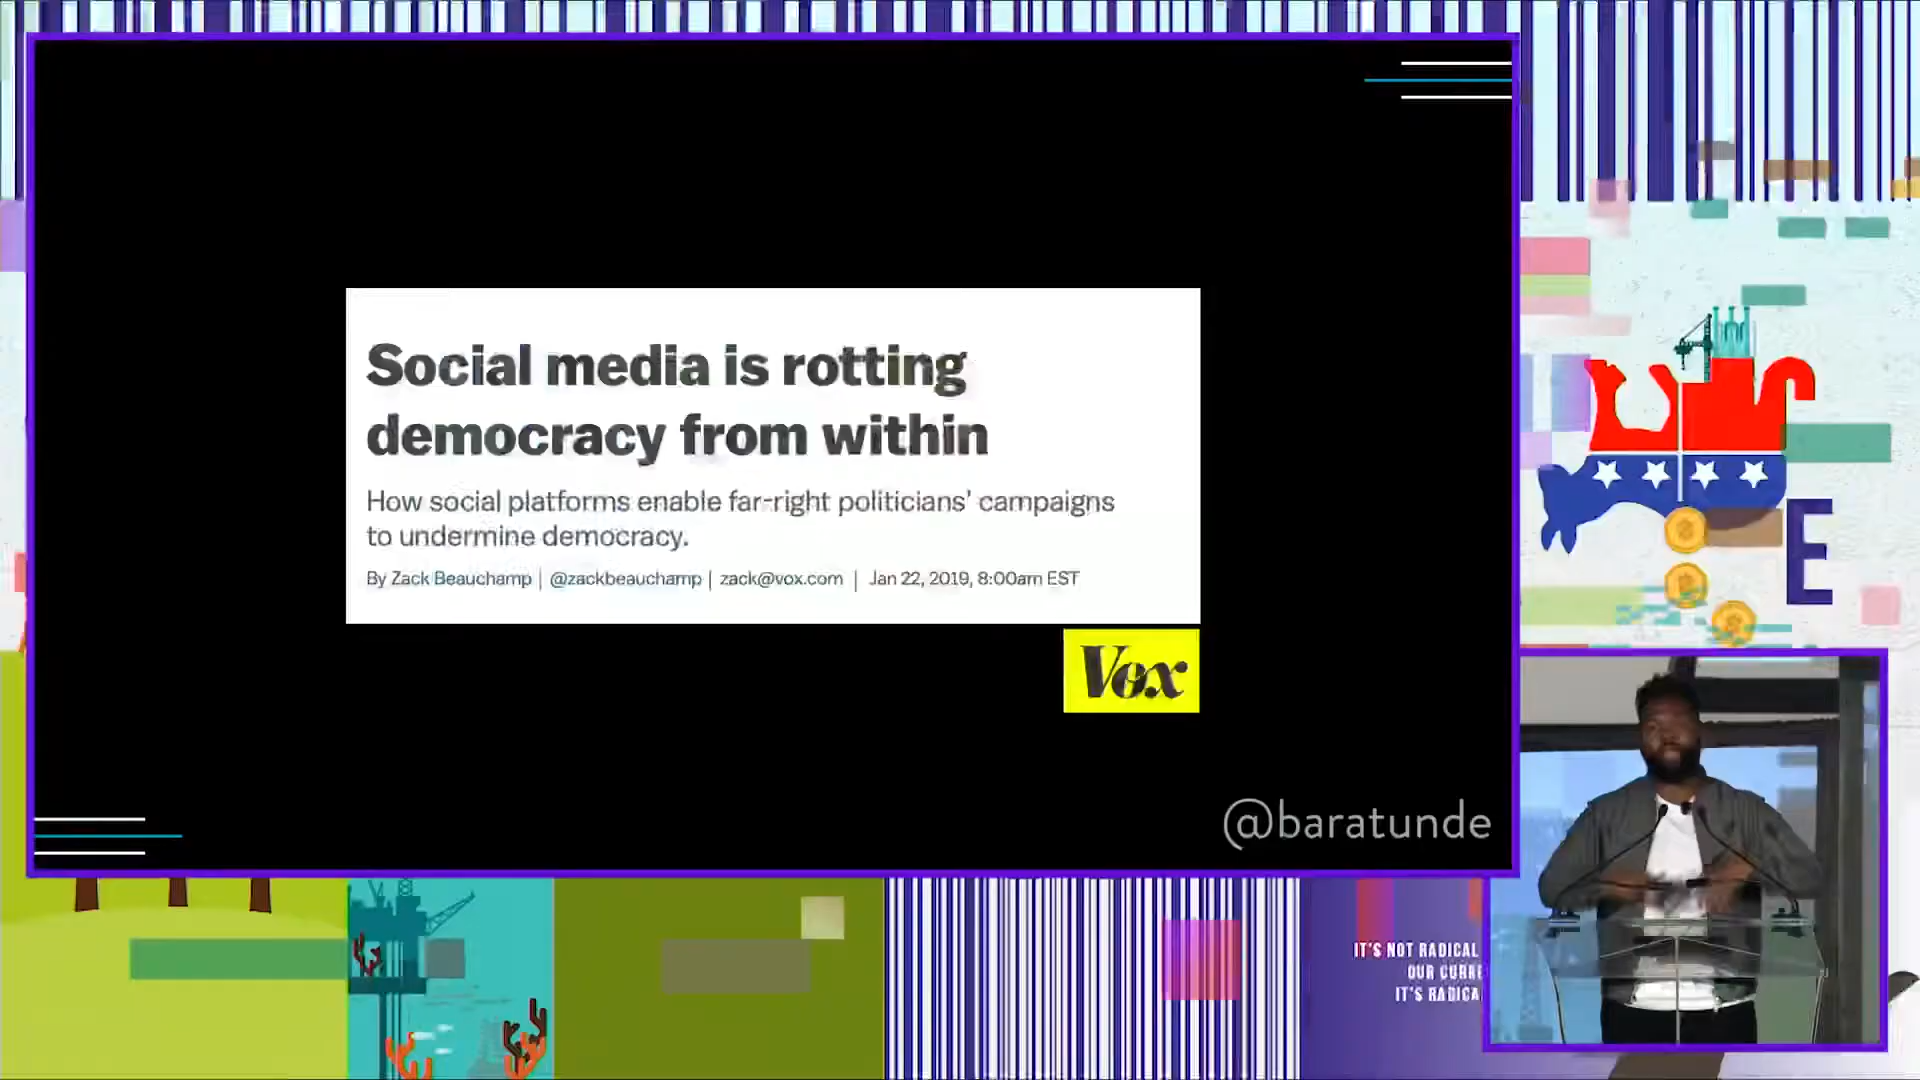 Social media is rotting
democracy from within
How social platforms enable far-right politicians' campaigns
to undermine democracy.
By Zack Beauchamp | @zackbeauchamp | zack@vox.com | Jan 22, 2019, 8:00am EST
Vox
@baratunde
E
IT'S NOT RADICAL
OUR CURRE
IT'S RADICA